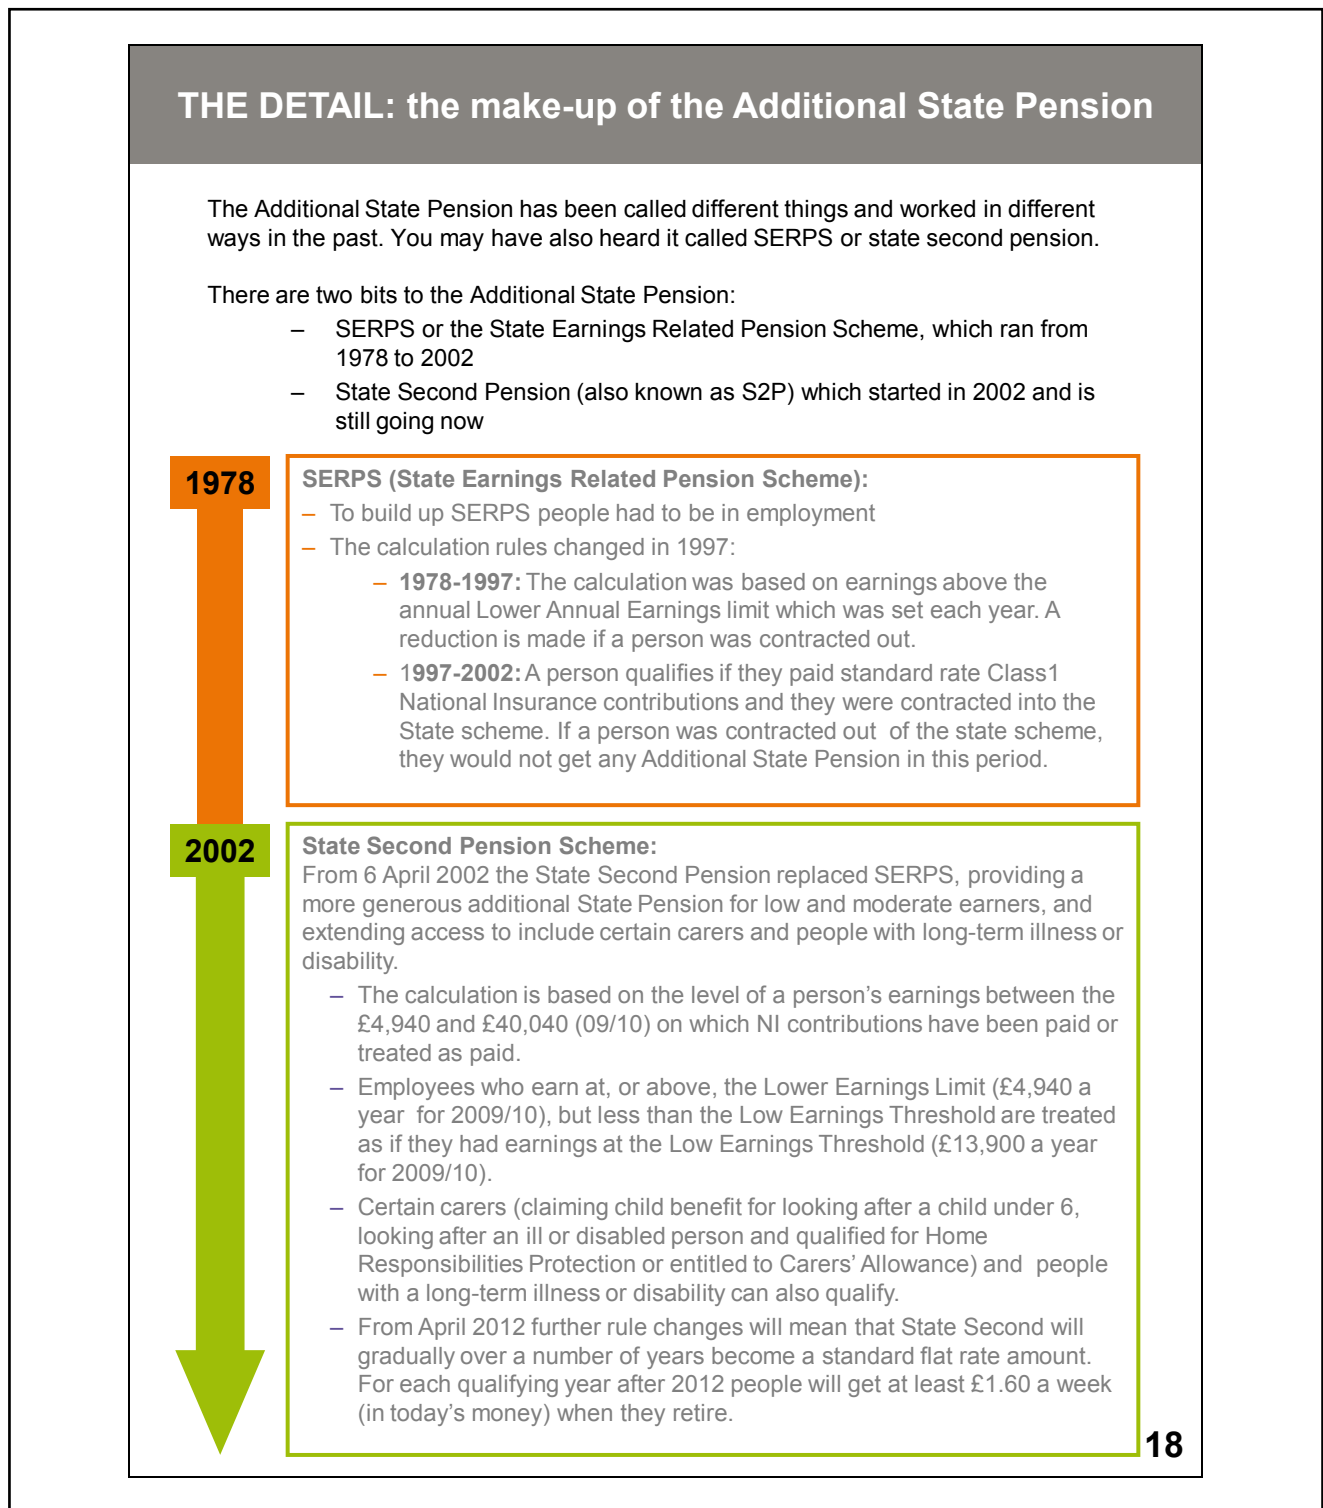 THE DETAIL: the make-up of the Additional State Pension
The Additional State Pension has been called different things and worked in different
ways in the past. You may have also heard it called SERPS or state second pension.
There are two bits to the Additional State Pension:
– SERPS or the State Earnings Related Pension Scheme, which ran from
1978 to 2002
– State Second Pension (also known as S2P) which started in 2002 and is
still going now
1978
SERPS (State Earnings Related Pension Scheme):
– To build up SERPS people had to be in employment
– The calculation rules changed in 1997:
– 1978-1997: The calculation was based on earnings above the
annual Lower Annual Earnings limit which was set each year. A
reduction is made if a person was contracted out.
– 1997-2002: A person qualifies if they paid standard rate Class1
National Insurance contributions and they were contracted into the
State scheme. If a person was contracted out of the state scheme,
they would not get any Additional State Pension in this period.
2002
State Second Pension Scheme:
From 6 April 2002 the State Second Pension replaced SERPS, providing a
more generous additional State Pension for low and moderate earners, and
extending access to include certain carers and people with long-term illness or
disability.
– The calculation is based on the level of a person’s earnings between the
£4,940 and £40,040 (09/10) on which NI contributions have been paid or
treated as paid.
– Employees who earn at, or above, the Lower Earnings Limit (£4,940 a
year for 2009/10), but less than the Low Earnings Threshold are treated
as if they had earnings at the Low Earnings Threshold (£13,900 a year
for 2009/10).
– Certain carers (claiming child benefit for looking after a child under 6,
looking after an ill or disabled person and qualified for Home
Responsibilities Protection or entitled to Carers’ Allowance) and people
with a long-term illness or disability can also qualify.
– From April 2012 further rule changes will mean that State Second will
gradually over a number of years become a standard flat rate amount.
For each qualifying year after 2012 people will get at least £1.60 a week
(in today’s money) when they retire.
18